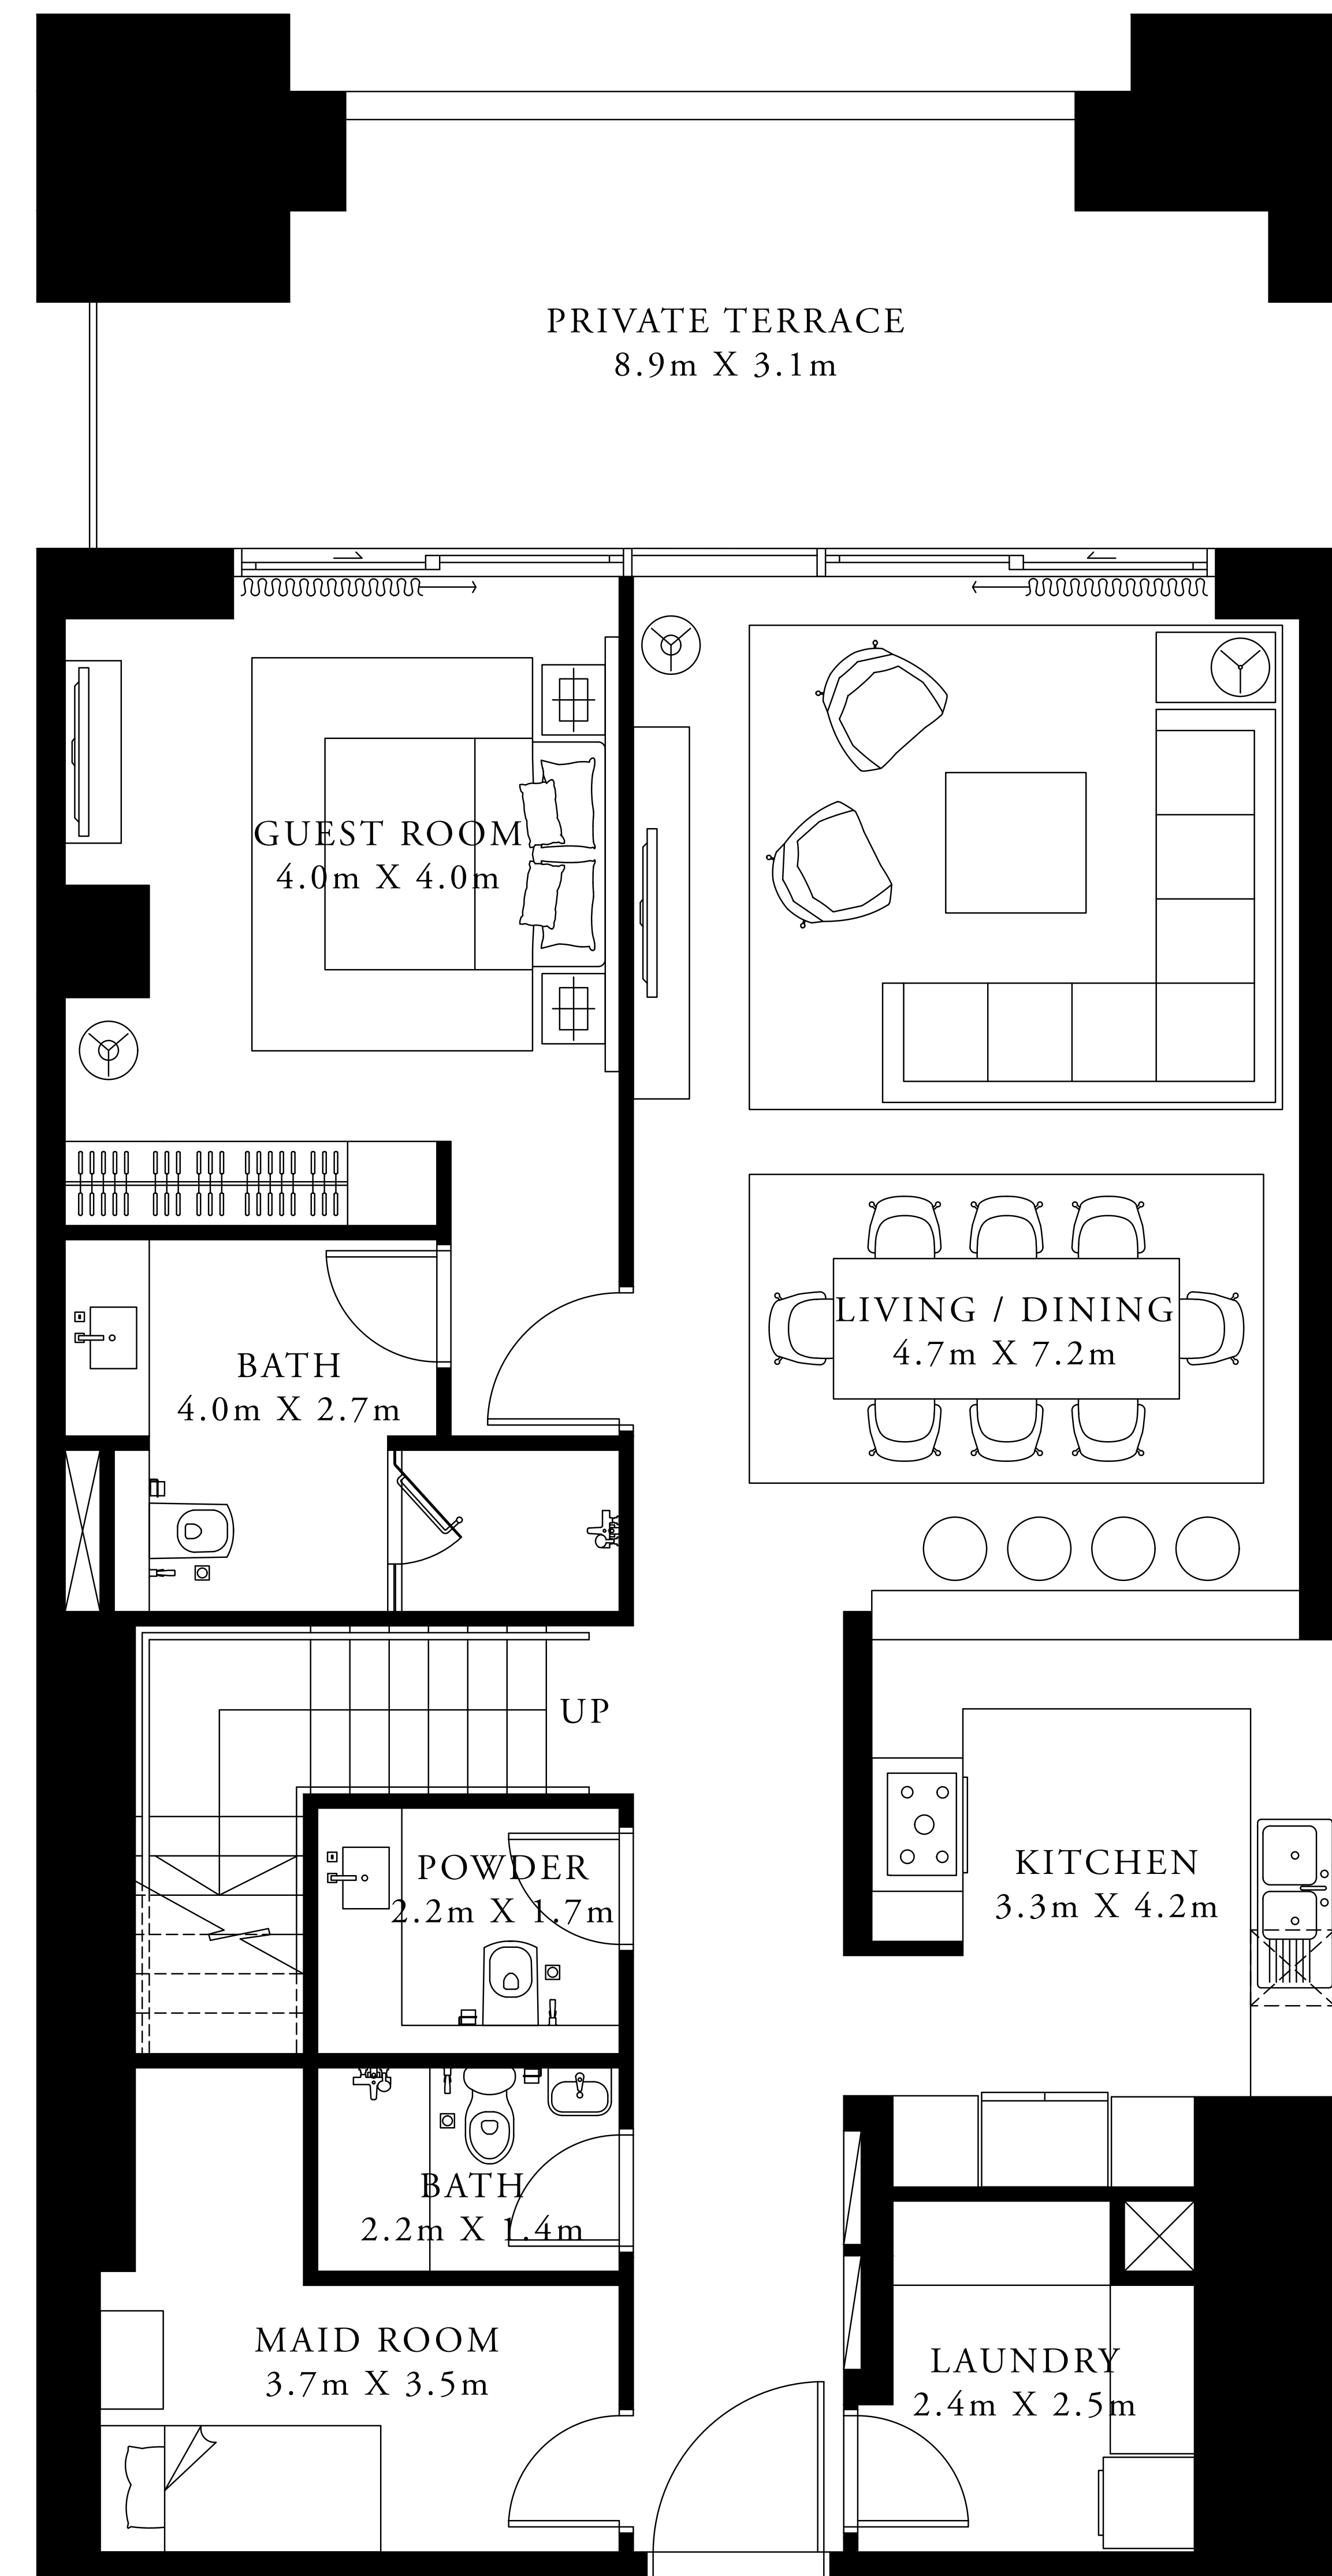 PRIVATE TERRACE
8.9m X 3.1m
GUEST ROOM
4.0m X 4.0m
LIVING / DINING
4.7m X 7.2m
BATH
4.0m X 2.7m
UP
POWDER
2.2m X 1.7m
KITCHEN
3.3m X 4.2m
BATH
2.2m X 1.4m
MAID ROOM
3.7m X 3.5m
LAUNDRY
2.4m X 2.5m